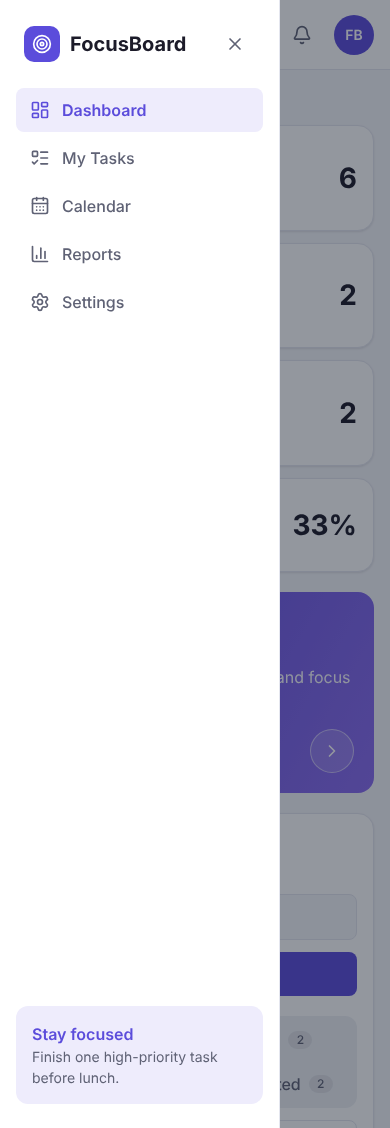 FocusBoard
FB
Dashboard
My Tasks
Calendar
Reports
Settings
6
2
2
33%
and focus
2
2
Stay focused
Finish one high-priority task
before lunch.